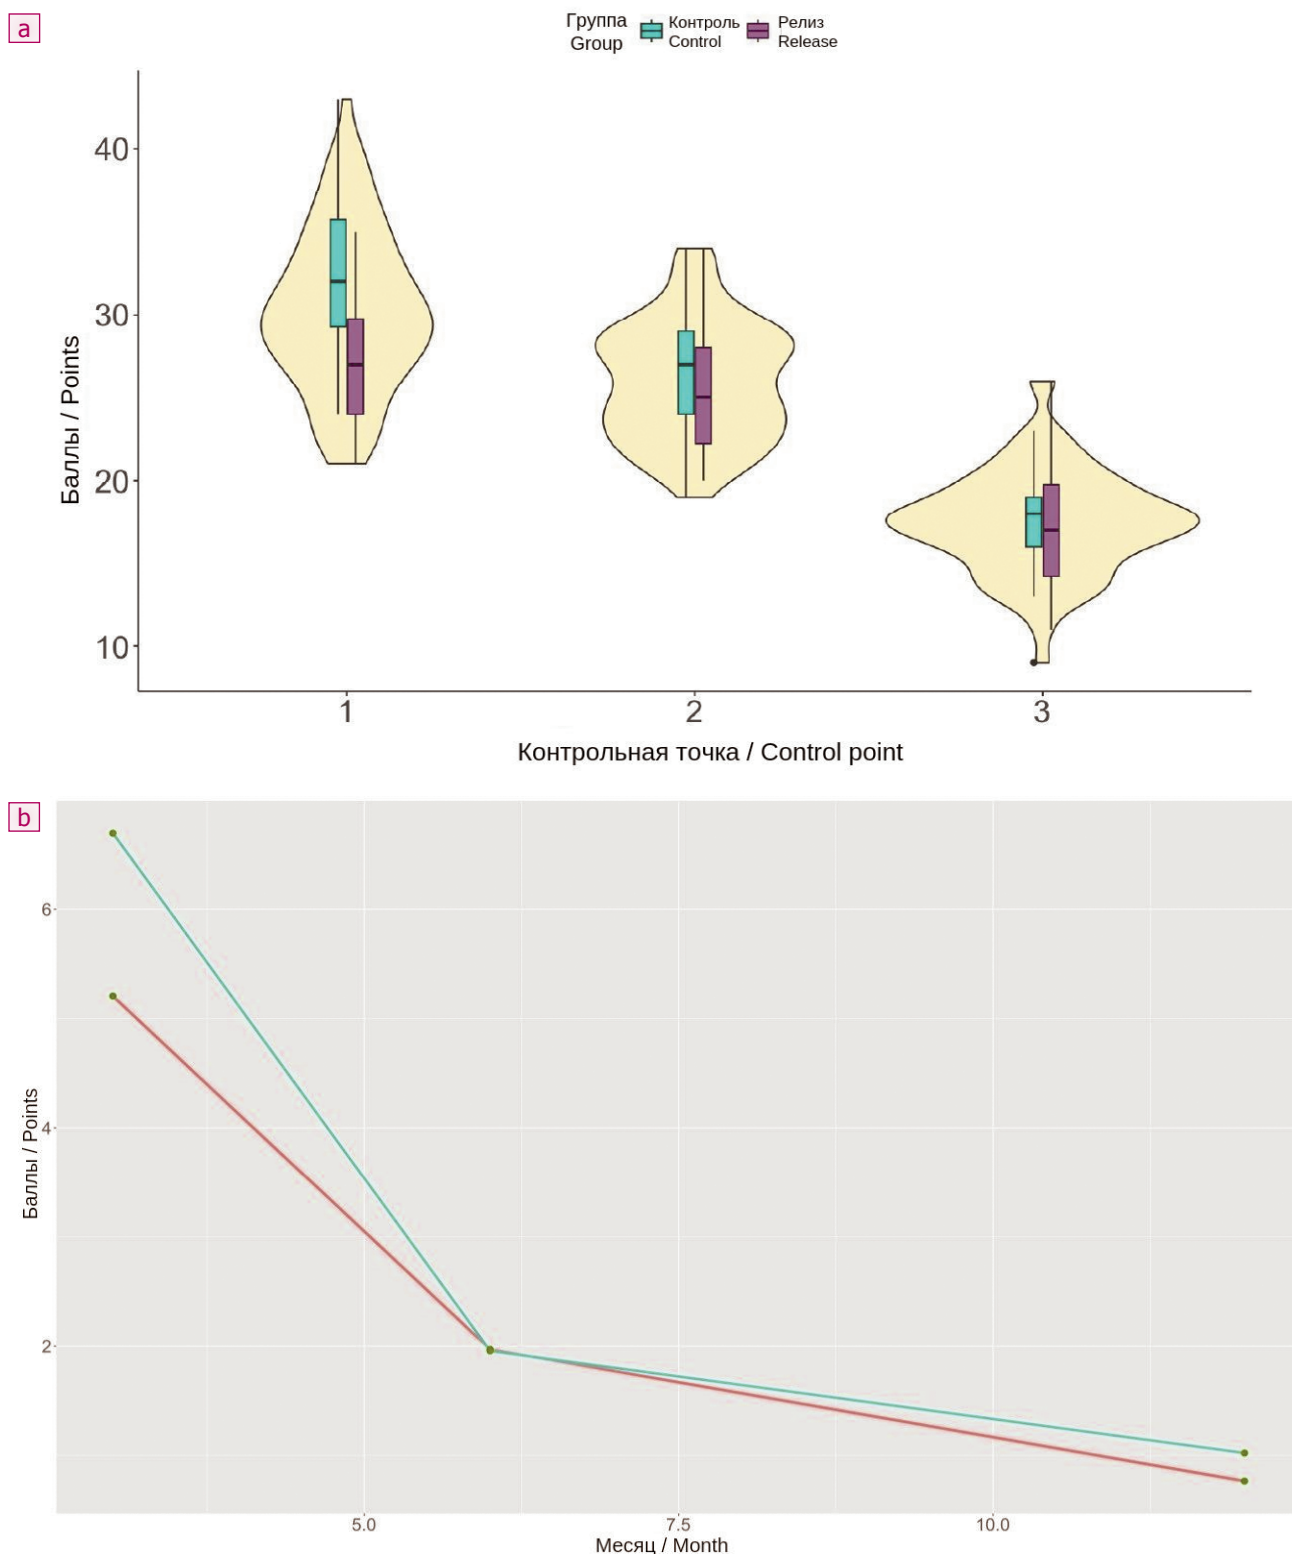 a
Группа
Group
Контроль
Control
Релиз
Release
40
30
20
10
Баллы / Points
1
2
3
Контрольная точка / Control point
b
6
4
2
Баллы / Points
5.0
7.5
10.0
Месяц / Month